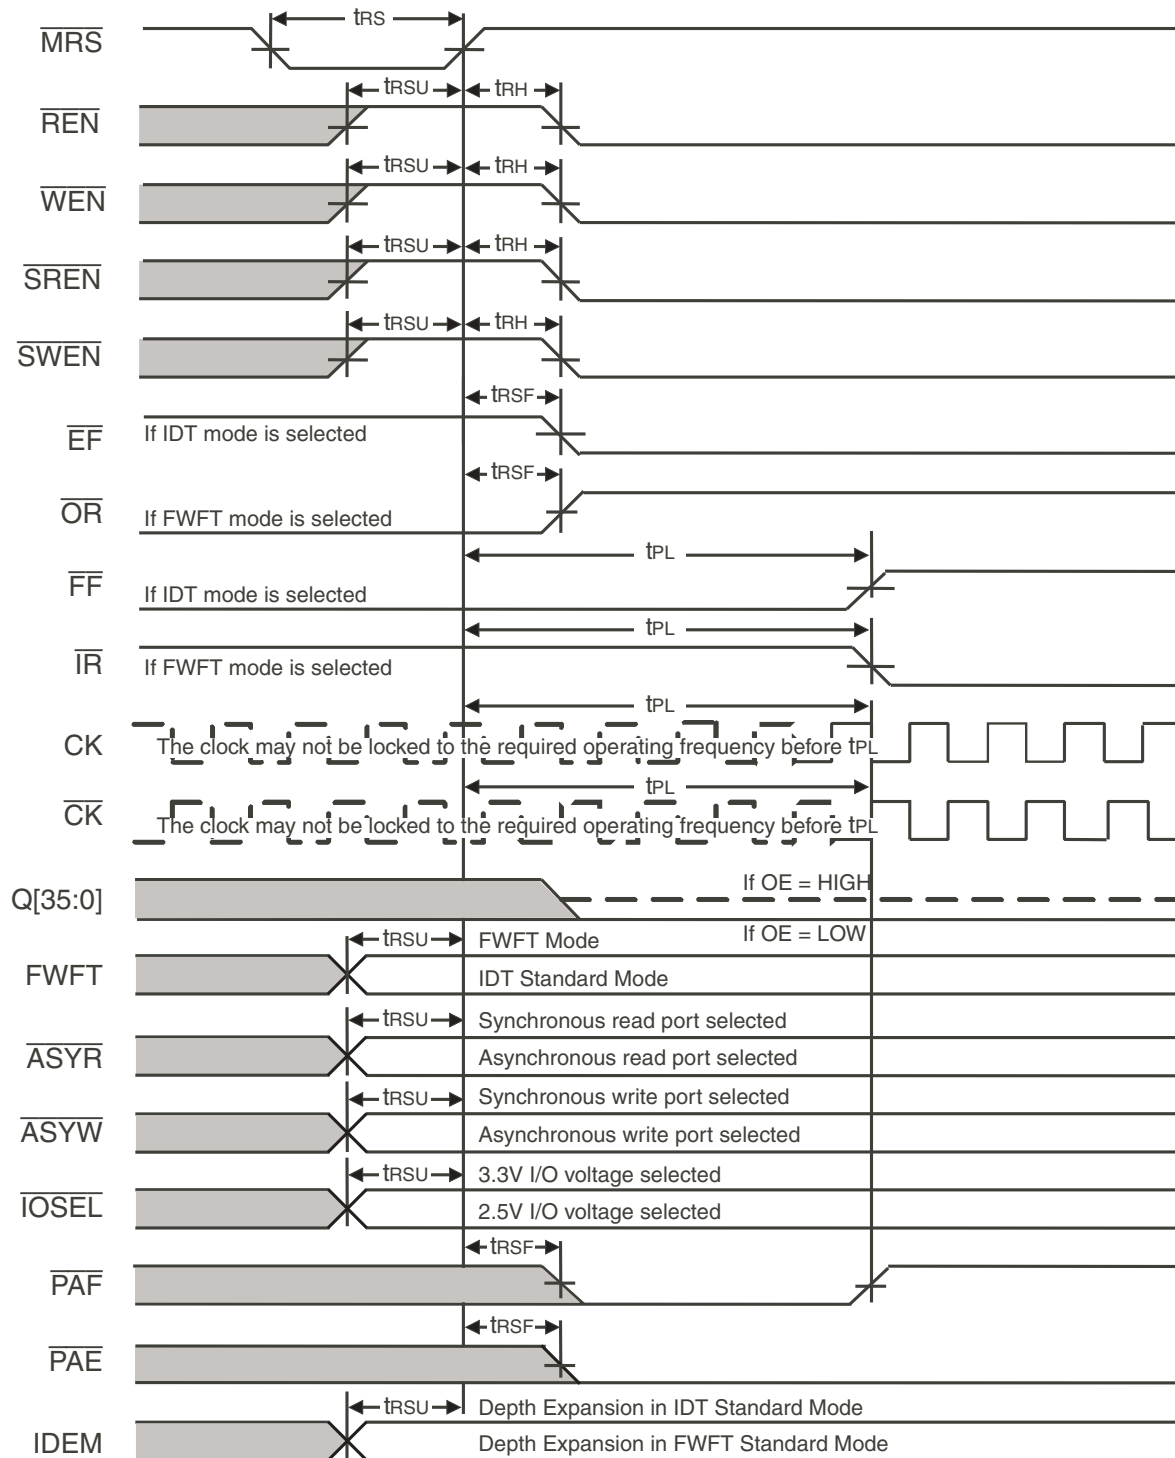 tRS
MRS
tRSU tRH
REN
tRSU tRH
WEN
tRSU tRH
SREN
tRSU tRH
SWEN
tRSF
EF If IDT mode is selected
tRSF
OR If FWFT mode is selected
tPL
FF If IDT mode is selected
tPL
IR If FWFT mode is selected
tPL
CK The clock may not be locked to the required operating frequency before tPL
tPL
CK The clock may not be locked to the required operating frequency before tPL
If OE = HIGH
Q[35:0]
If OE = LOW
tRSU FWFT Mode
FWFT IDT Standard Mode
tRSU Synchronous read port selected
ASYR Asynchronous read port selected
tRSU Synchronous write port selected
ASYW Asynchronous write port selected
tRSU 3.3V I/O voltage selected
IOSEL 2.5V I/O voltage selected
tRSF
PAF
tRSF
PAE
tRSU Depth Expansion in IDT Standard Mode
IDEM Depth Expansion in FWFT Standard Mode